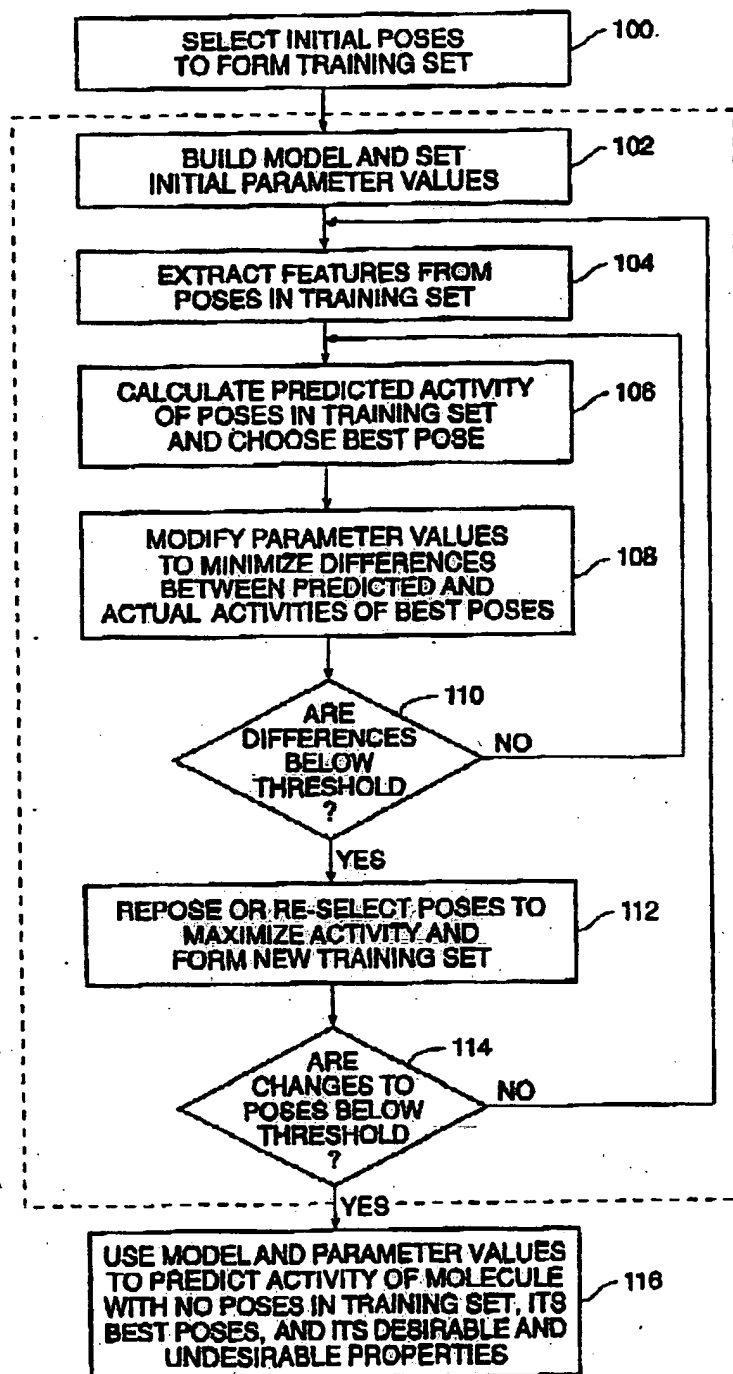 SELECT INITIAL POSES
TO FORM TRAINING SET
100
BUILD MODEL AND SET
INITIAL PARAMETER VALUES
102
EXTRACT FEATURES FROM
POSES IN TRAINING SET
104
CALCULATE PREDICTED ACTIVITY
OF POSES IN TRAINING SET
AND CHOOSE BEST POSE
106
MODIFY PARAMETER VALUES
TO MINIMIZE DIFFERENCES
BETWEEN PREDICTED AND
ACTUAL ACTIVITIES OF BEST POSES
108
110
ARE
DIFFERENCES
BELOW
THRESHOLD
?
NO
YES
REPOSE OR RE-SELECT POSES TO
MAXIMIZE ACTIVITY AND
FORM NEW TRAINING SET
112
114
ARE
CHANGES TO
POSES BELOW
THRESHOLD
?
NO
YES
USE MODEL AND PARAMETER VALUES
TO PREDICT ACTIVITY OF MOLECULE
WITH NO POSES IN TRAINING SET, ITS
BEST POSES, AND ITS DESIRABLE AND
UNDESIRABLE PROPERTIES
116